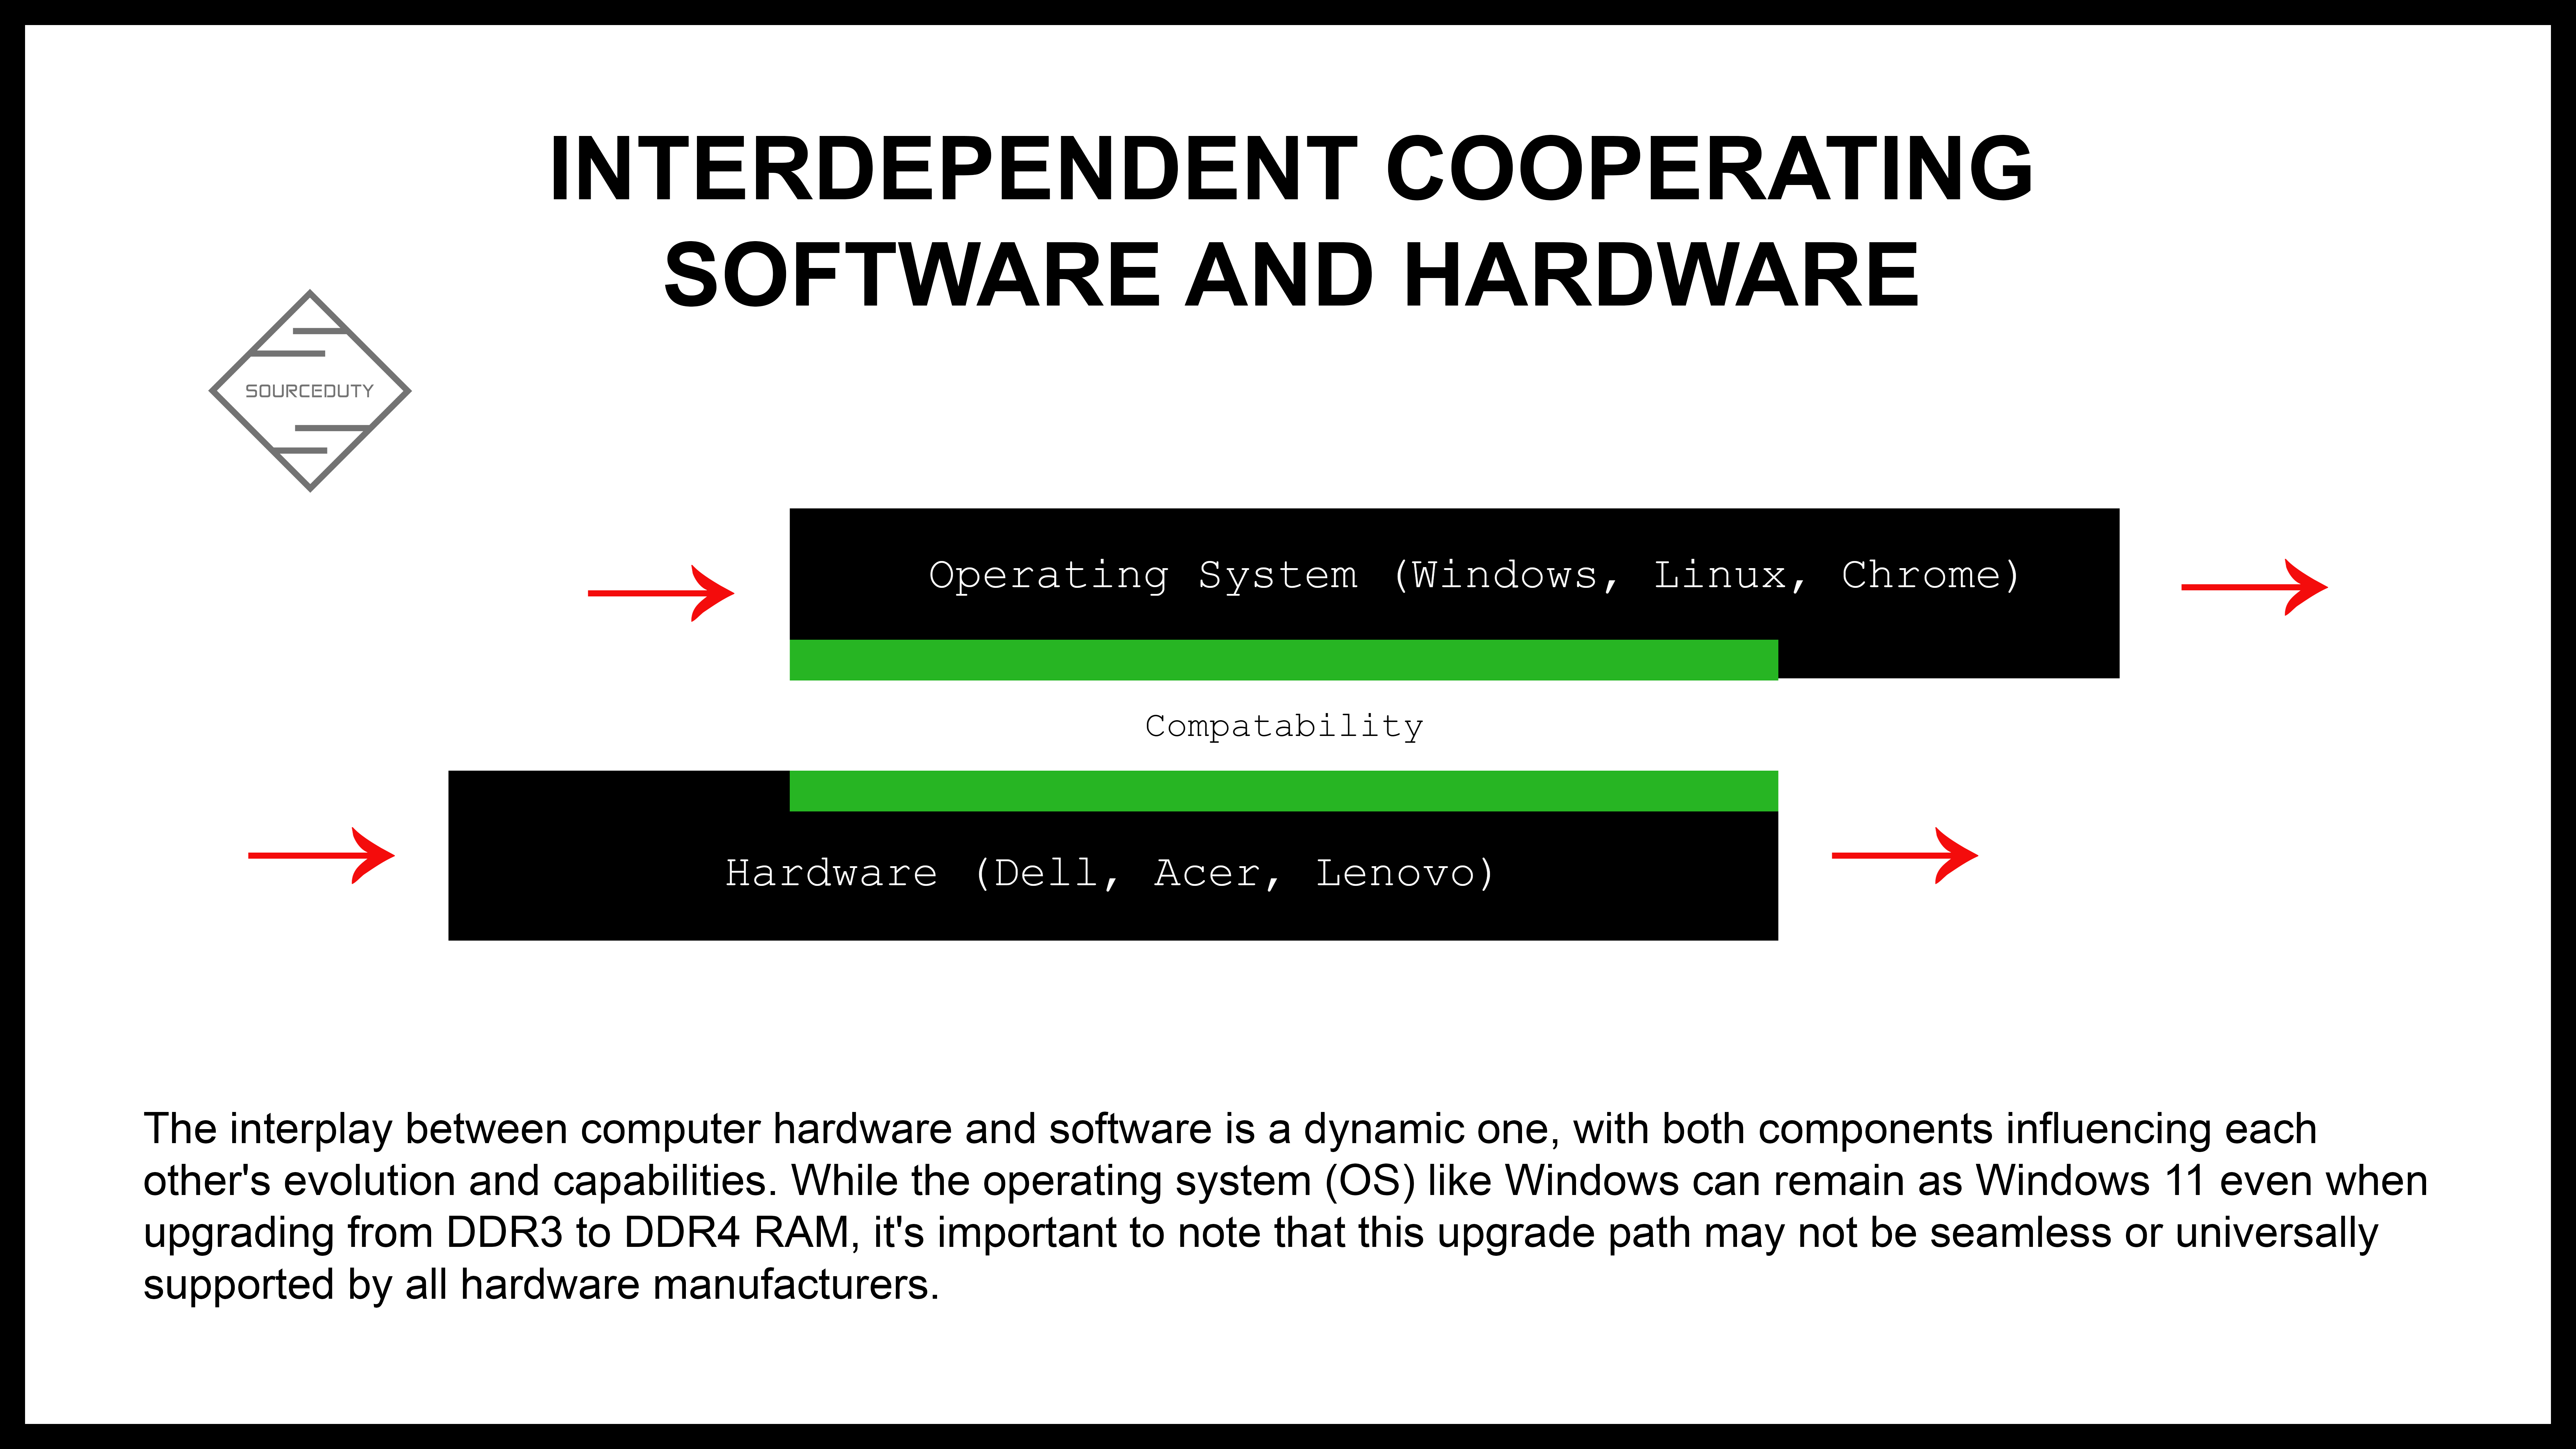 INTERDEPENDENT COOPERATING
SOFTWARE AND HARDWARE
SOURCEDUTY
Operating System (Windows, Linux, Chrome)
Compatability
Hardware (Dell, Acer, Lenovo)
The interplay between computer hardware and software is a dynamic one, with both components influencing each
other's evolution and capabilities. While the operating system (OS) like Windows can remain as Windows 11 even when
upgrading from DDR3 to DDR4 RAM, it's important to note that this upgrade path may not be seamless or universally
supported by all hardware manufacturers.